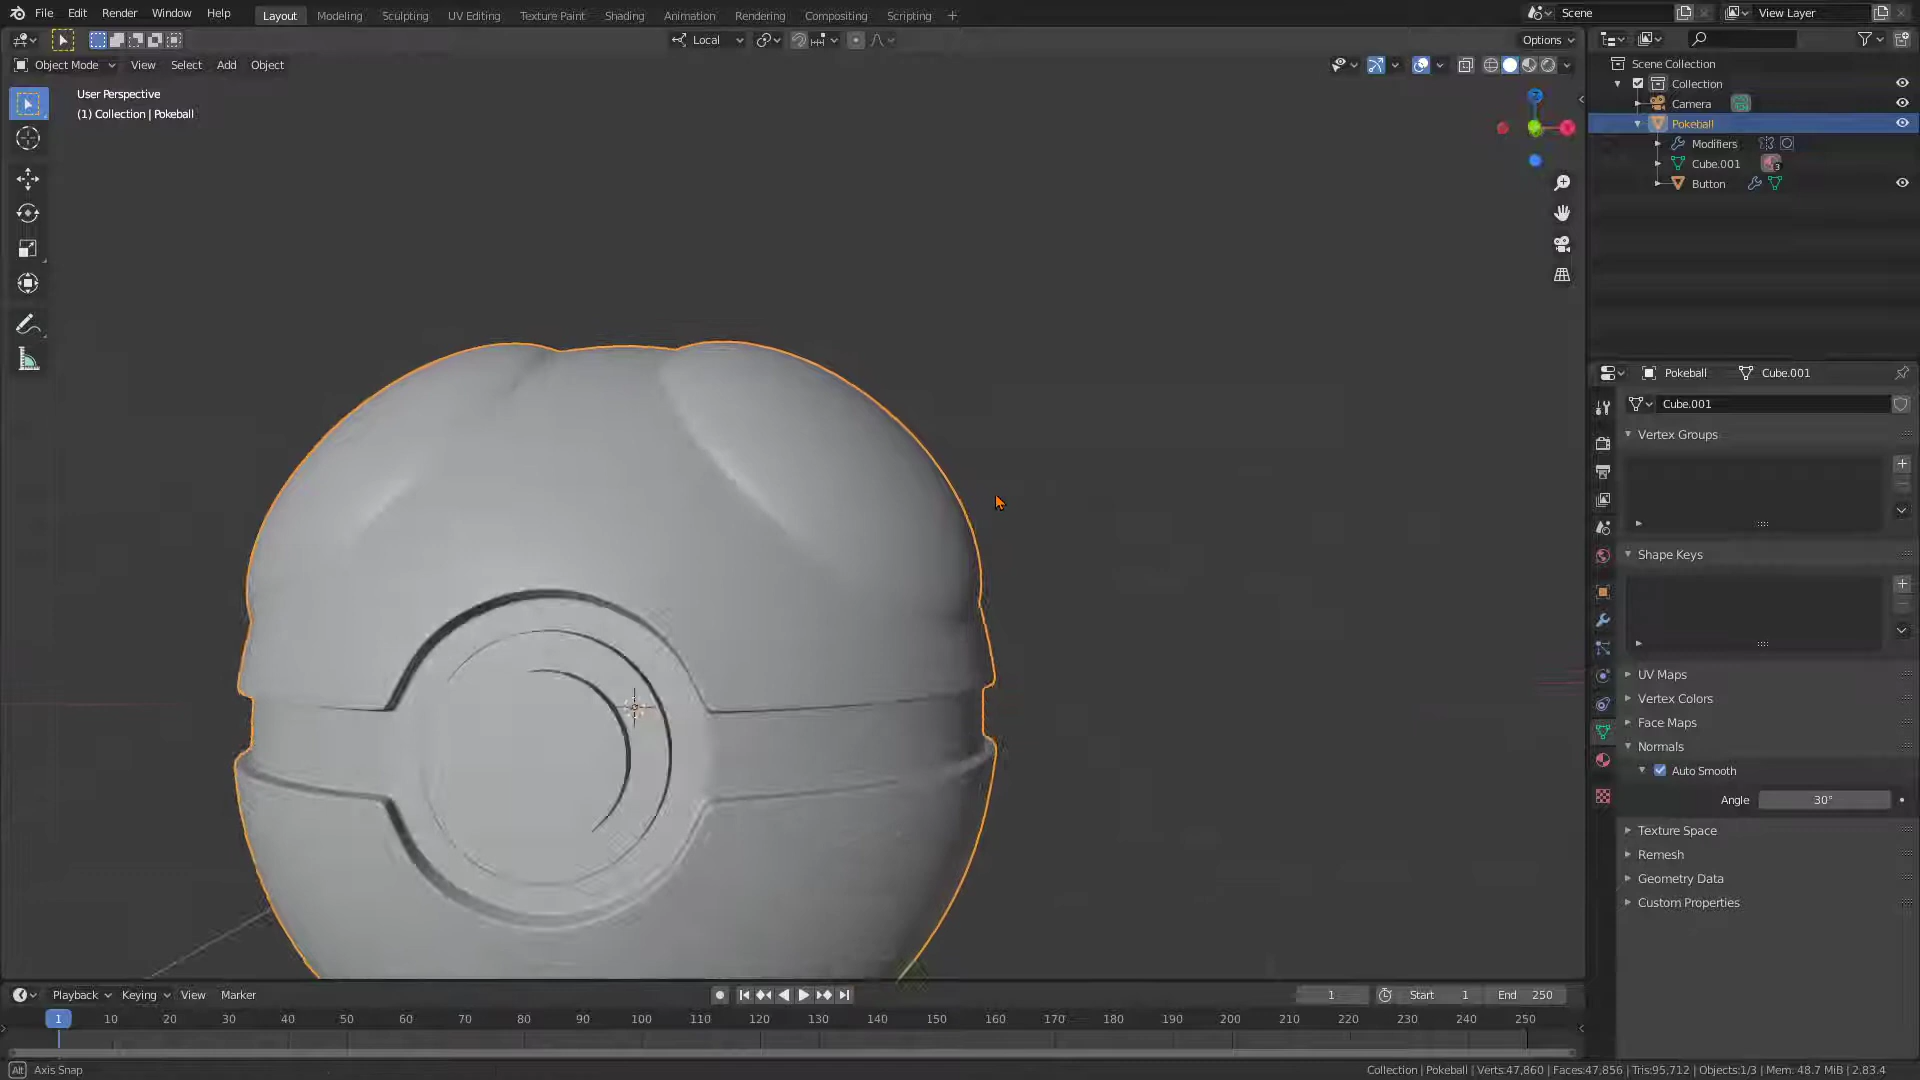 File Edit Render Window Help Layout Modeling Sculpting UV Editing Texture Paint Shading Animation Rendering Compositing Scripting + Scene View Layer
Local Options
Object Mode View Select Add Object
User Perspective
(1) Collection | Pokeball
Scene Collection
Collection
Camera
Pokeball
Modifiers
Cube.001 3
Button
Pokeball Cube.001
Cube.001
Vertex Groups
Shape Keys
UV Maps
Vertex Colors
Face Maps
Normals
Auto Smooth
Angle 30°
Texture Space
Remesh
Geometry Data
Custom Properties
Playback Keying View Marker 1 Start 1 End 250
1 10 20 30 40 50 60 70 80 90 100 110 120 130 140 150 160 170 180 190 200 210 220 230 240 250
Alt Axis Snap Collection | Pokeball | Verts:47,860 | Faces:47,856 | Tris:95,712 | Objects:1/3 | Mem: 48.7 MiB | 2.83.4